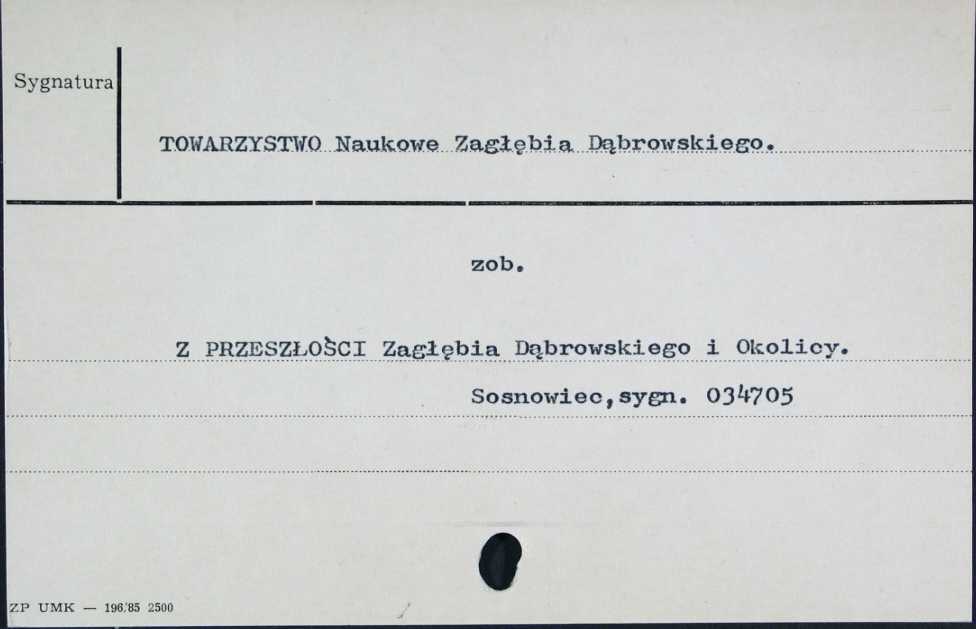 Sygnatura
TOWARZYSTWO Naukowe Zagłębia Dąbrowskiego.
zob.
Z PRZESZŁOŚCI Zagłębia Dąbrowskiego i Okolicy.
Sosnowiec,sygn. 034705
ZP UMK — 196/85 2500